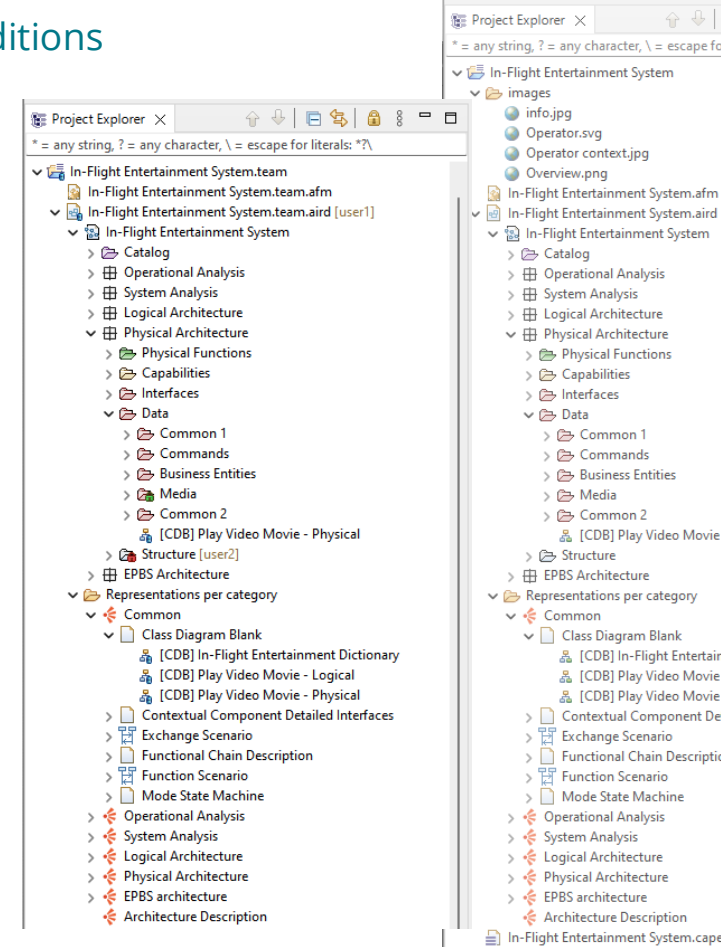 ditions
Project Explorer
* = any string, ? = any character, \ = escape for literals: *?\
In-Flight Entertainment System.team
In-Flight Entertainment System.team.afm
In-Flight Entertainment System.team.aird [user1]
In-Flight Entertainment System
Catalog
Operational Analysis
System Analysis
Logical Architecture
Physical Architecture
Physical Functions
Capabilities
Interfaces
Data
Common 1
Commands
Business Entities
Media
Common 2
[CDB] Play Video Movie - Physical
Structure [user2]
EPBS Architecture
Representations per category
Common
Class Diagram Blank
[CDB] In-Flight Entertainment Dictionary
[CDB] Play Video Movie - Logical
[CDB] Play Video Movie - Physical
Contextual Component Detailed Interfaces
Exchange Scenario
Functional Chain Description
Function Scenario
Mode State Machine
Operational Analysis
System Analysis
Logical Architecture
Physical Architecture
EPBS architecture
Architecture Description
Project Explorer
* = any string, ? = any character, \ = escape fo
In-Flight Entertainment System
images
info.jpg
Operator.svg
Operator context.jpg
Overview.png
In-Flight Entertainment System.afm
In-Flight Entertainment System.aird
In-Flight Entertainment System
Catalog
Operational Analysis
System Analysis
Logical Architecture
Physical Architecture
Physical Functions
Capabilities
Interfaces
Data
Common 1
Commands
Business Entities
Media
Common 2
[CDB] Play Video Movie
Structure
EPBS Architecture
Representations per category
Common
Class Diagram Blank
[CDB] In-Flight Entertain
[CDB] Play Video Movie
[CDB] Play Video Movie
Contextual Component De
Exchange Scenario
Functional Chain Descripti
Function Scenario
Mode State Machine
Operational Analysis
System Analysis
Logical Architecture
Physical Architecture
EPBS architecture
Architecture Description
In-Flight Entertainment System.cape